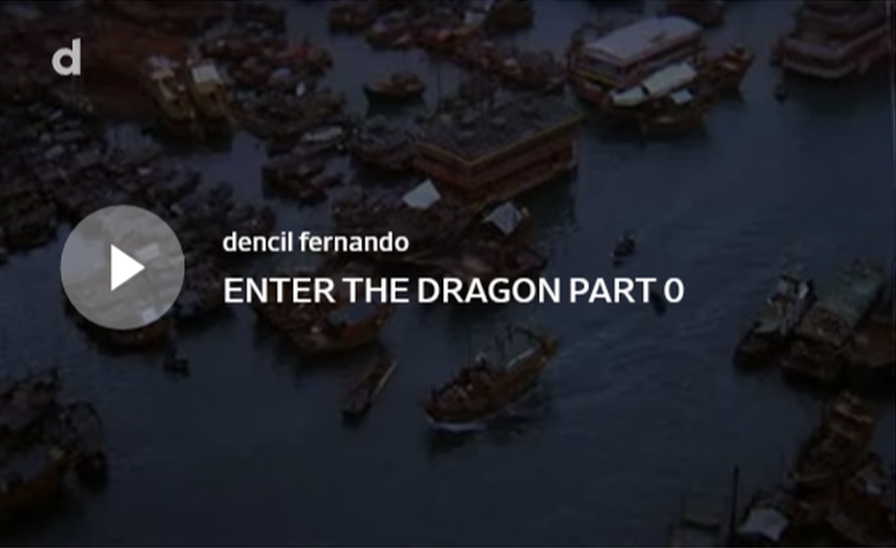 d
dencil fernando
ENTER THE DRAGON PART 0